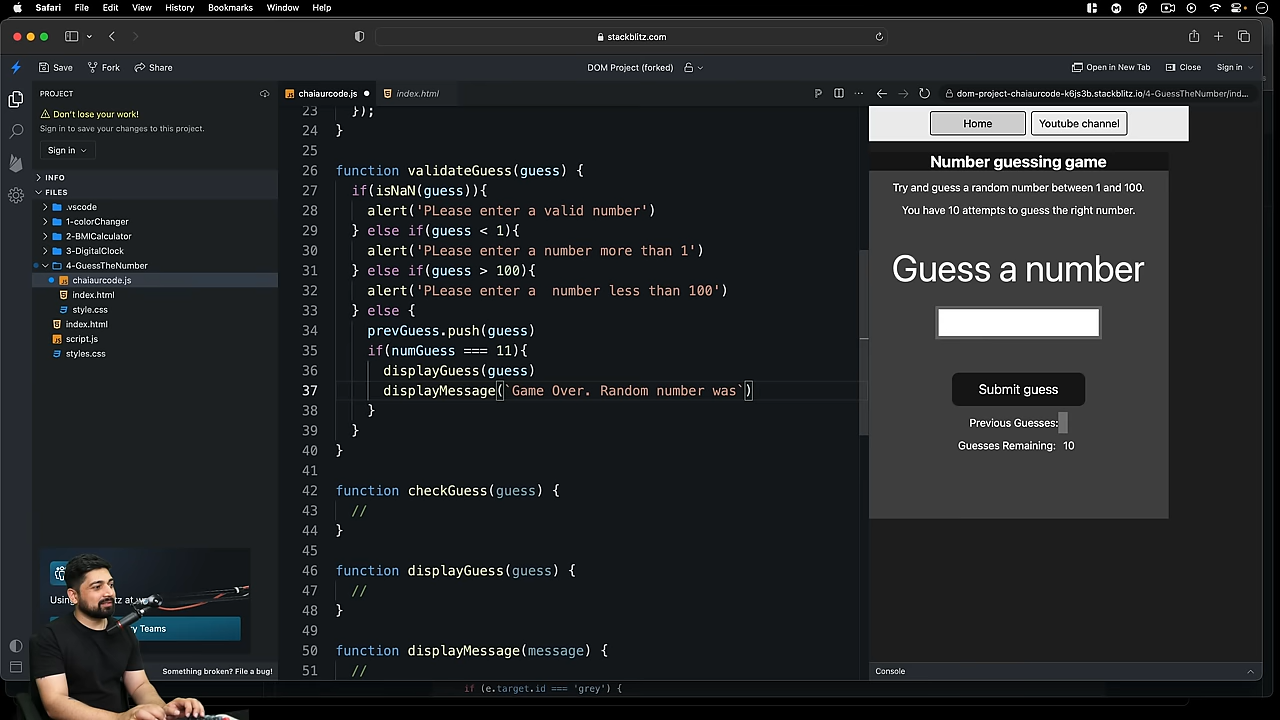 Safari File Edit View History Bookmarks Window Help
stackblitz.com
Save Fork Share DOM Project (forked) Open in New Tab Close Sign in
PROJECT
Don't lose your work!
Sign in to save your changes to this project.
Sign in
INFO
FILES
.vscode
1-colorChanger
2-BMICalculator
3-DigitalClock
4-GuessTheNumber
chaiaurcode.js
index.html
style.css
index.html
script.js
styles.css
Teams
Something broken? File a bug!
chaiaurcode.js index.html
23 });
24 }
25
26 function validateGuess(guess) {
27 if(isNaN(guess)){
28 alert('PLease enter a valid number')
29 } else if(guess < 1){
30 alert('PLease enter a number more than 1')
31 } else if(guess > 100){
32 alert('PLease enter a  number less than 100')
33 } else {
34 prevGuess.push(guess)
35 if(numGuess === 11){
36 displayGuess(guess)
37 displayMessage(`Game Over. Random number was`)
38 }
39 }
40 }
41
42 function checkGuess(guess) {
43 //
44 }
45
46 function displayGuess(guess) {
47 //
48 }
49
50 function displayMessage(message) {
51 //
if (e.target.id === 'grey') {
dom-project-chaiaurcode-k6js3b.stackblitz.io/4-GuessTheNumber/ind...
Home Youtube channel
Number guessing game
Try and guess a random number between 1 and 100.
You have 10 attempts to guess the right number.
Guess a number
Submit guess
Previous Guesses:
Guesses Remaining: 10
Console